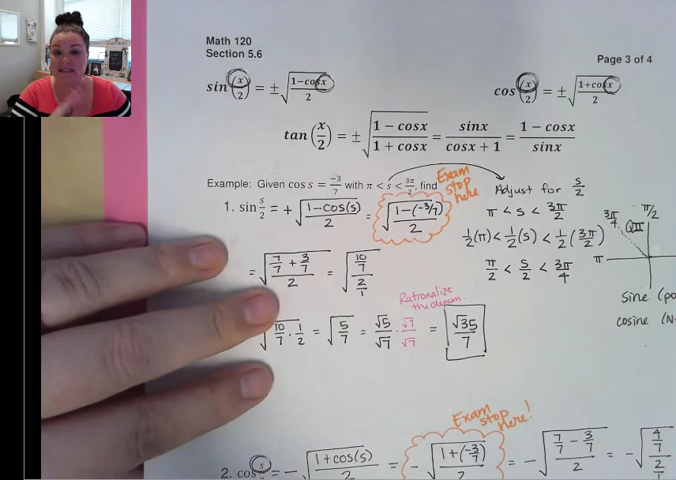 Math 120
Section 5.6
Page 3 of 4
sin(x/2) = ±√((1−cosx)/2)
cos(x/2) = ±√((1+cosx)/2)
tan(x/2) = ±√((1−cosx)/(1+cosx)) = sinx/(cosx+1) = (1−cosx)/sinx
Example: Given cos s = −3/7 with π < s < 3π/2, find
Exam stop here
Adjust for s/2
π < s < 3π/2
1/2(π) < 1/2(s) < 1/2(3π/2)
π/2 < s/2 < 3π/4
3π/4
π/2
QII
π
sine (po
cosine (N
1. sin s/2 = +√((1−cos(s))/2) = √((1−(−3/7))/2)
= √((7/7 + 3/7)/2) = √((10/7)/(2/1))
Rationalize the denom.
√(10/7 · 1/2) = √(5/7) = √5/√7 · √7/√7 = √35/7
Exam stop here!
2. cos s = −√((1+cos(s))/2) = −√((1+(−3/7))/2) = −√((7/7 − 3/7)/2) = −√((4/7)/(2/1))